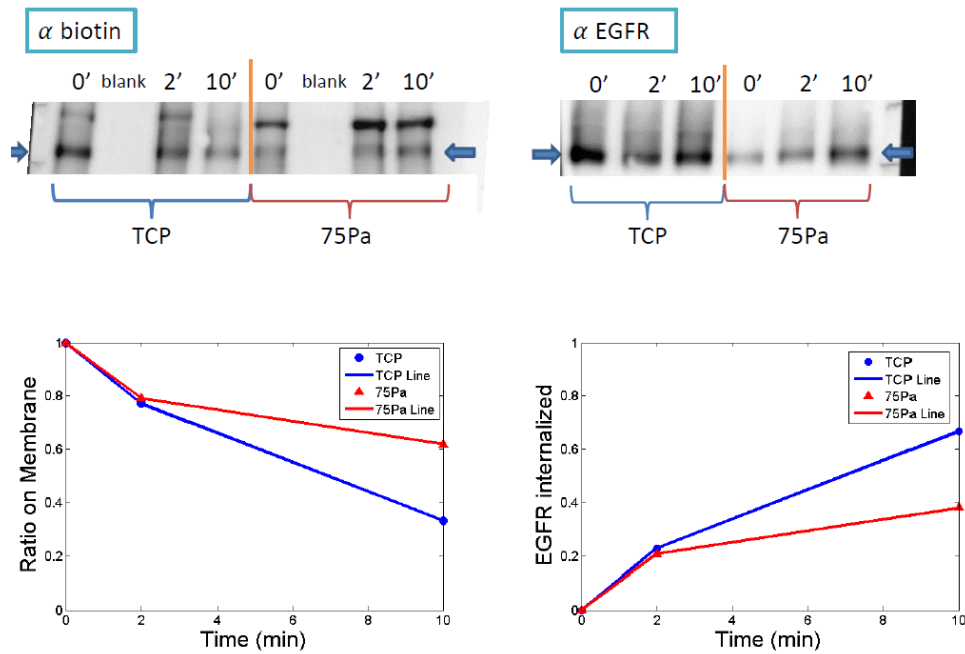 α biotin
α EGFR
0’ blank 2’ 10’ 0’ blank 2’ 10’
0’ 2’ 10’ 0’ 2’ 10’
TCP 75Pa
TCP 75Pa
Ratio on Membrane
1
0.8
0.6
0.4
0.2
0
0 2 4 6 8 10
Time (min)
TCP
TCP Line
75Pa
75Pa Line
EGFR internalized
1
0.8
0.6
0.4
0.2
0
0 2 4 6 8 10
Time (min)
TCP
TCP Line
75Pa
75Pa Line